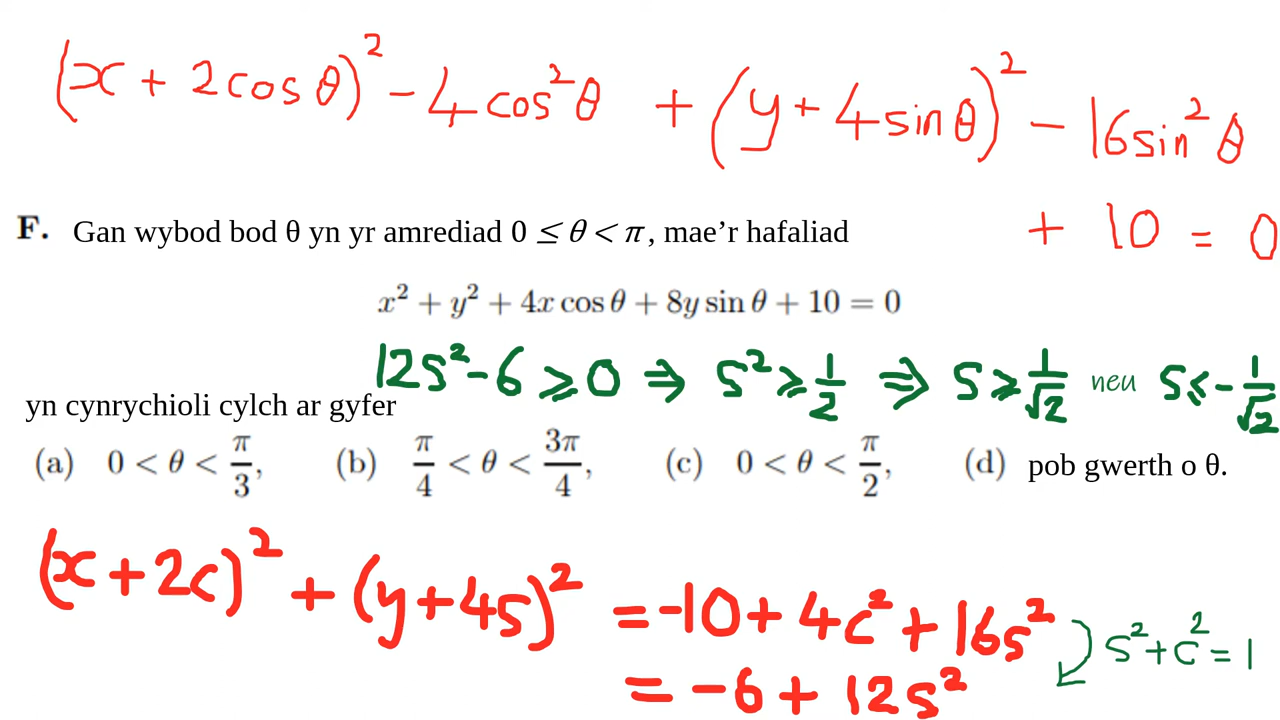 (x + 2cosθ)² - 4cos²θ + (y + 4sinθ)² - 16sin²θ
+ 10 = 0
F. Gan wybod bod θ yn yr amrediad 0 ≤ θ < π, mae'r hafaliad
x² + y² + 4x cos θ + 8y sin θ + 10 = 0
12s² - 6 ⩾ 0 ⇒ s² ⩾ 1/2 ⇒ s ⩾ 1/√2 neu s ⩽ -1/√2
yn cynrychioli cylch ar gyfer
(a) 0 < θ < π/3, (b) π/4 < θ < 3π/4, (c) 0 < θ < π/2, (d) pob gwerth o θ.
(x + 2c)² + (y + 4s)² = -10 + 4c² + 16s²
s² + c² = 1
= -6 + 12s²